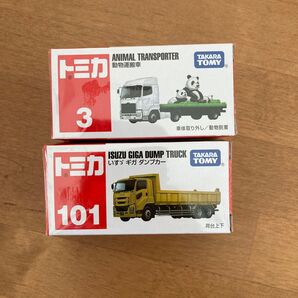 トミカ
3
ANIMAL TRANSPORTER
動物運搬車
TAKARA TOMY
車体取り外し／動物脱着
トミカ
101
ISUZU GIGA DUMP TRUCK
いすゞ ギガ ダンプカー
TAKARA TOMY
荷台上下